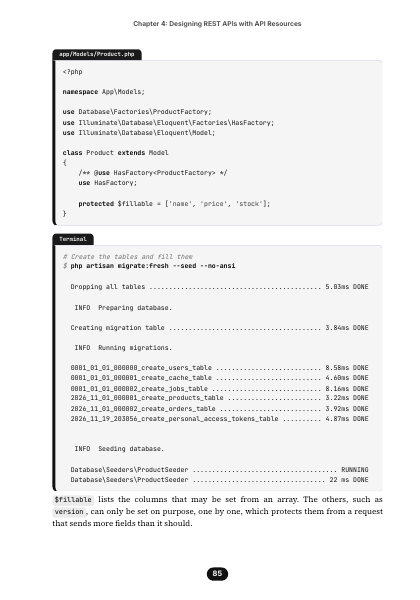 Chapter 4: Designing REST APIs with API Resources
app/Models/Product.php
<?php
namespace App\Models;
use Database\Factories\ProductFactory;
use Illuminate\Database\Eloquent\Factories\HasFactory;
use Illuminate\Database\Eloquent\Model;
class Product extends Model
{
    /** @use HasFactory<ProductFactory> */
    use HasFactory;
    protected $fillable = ['name', 'price', 'stock'];
}
Terminal
# Create the tables and fill them
$ php artisan migrate:fresh --seed --no-ansi
Dropping all tables ............................................ 5.03ms DONE
INFO  Preparing database.
Creating migration table ....................................... 3.84ms DONE
INFO  Running migrations.
0001_01_01_000000_create_users_table ........................... 8.58ms DONE
0001_01_01_000001_create_cache_table ........................... 4.60ms DONE
0001_01_01_000002_create_jobs_table ............................ 8.16ms DONE
2026_11_01_000001_create_products_table ........................ 3.22ms DONE
2026_11_01_000002_create_orders_table .......................... 3.92ms DONE
2026_11_19_203056_create_personal_access_tokens_table .......... 4.87ms DONE
INFO  Seeding database.
Database\Seeders\ProductSeeder ..................................... RUNNING
Database\Seeders\ProductSeeder .................................. 22 ms DONE
$fillable lists the columns that may be set from an array. The others, such as
version, can only be set on purpose, one by one, which protects them from a request
that sends more fields than it should.
85